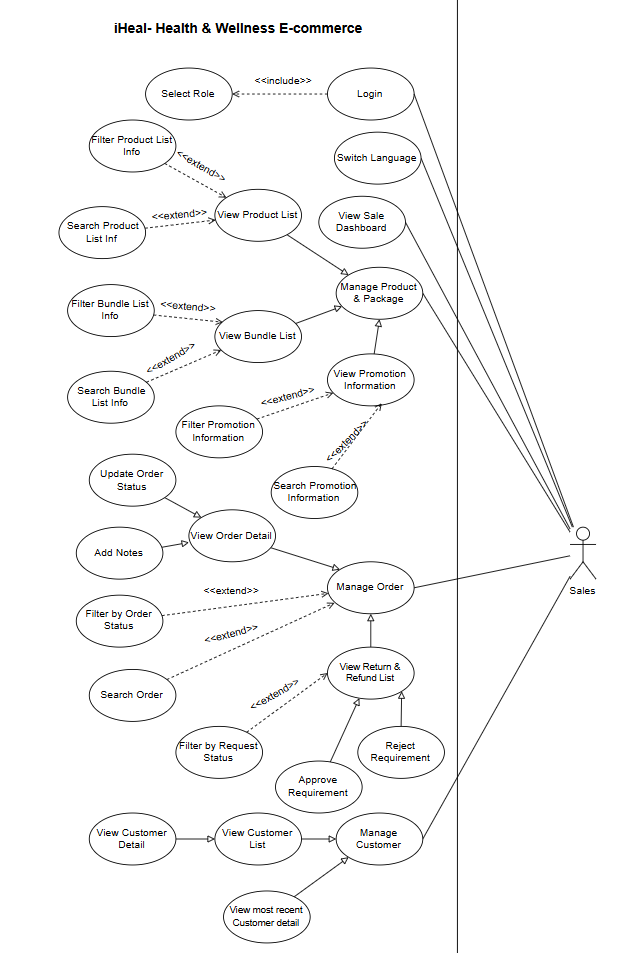 iHeal- Health & Wellness E-commerce
<<include>>
Select Role
Login
Filter Product List
Info
<<extend>>
Switch Language
View Product List
View Sale
Dashboard
<<extend>>
Search Product
List Inf
Manage Product
& Package
Filter Bundle List
Info
<<extend>>
View Bundle List
<<extend>>
View Promotion
Information
Search Bundle
List Info
<<extend>>
Filter Promotion
Information
<<extend>>
Update Order
Status
Search Promotion
Information
View Order Detail
Add Notes
Manage Order
Sales
<<extend>>
Filter by Order
Status
<<extend>>
View Return &
Refund List
Search Order
<<extend>>
Filter by Request
Status
Reject
Requirement
Approve
Requirement
View Customer
Detail
View Customer
List
Manage
Customer
View most recent
Customer detail